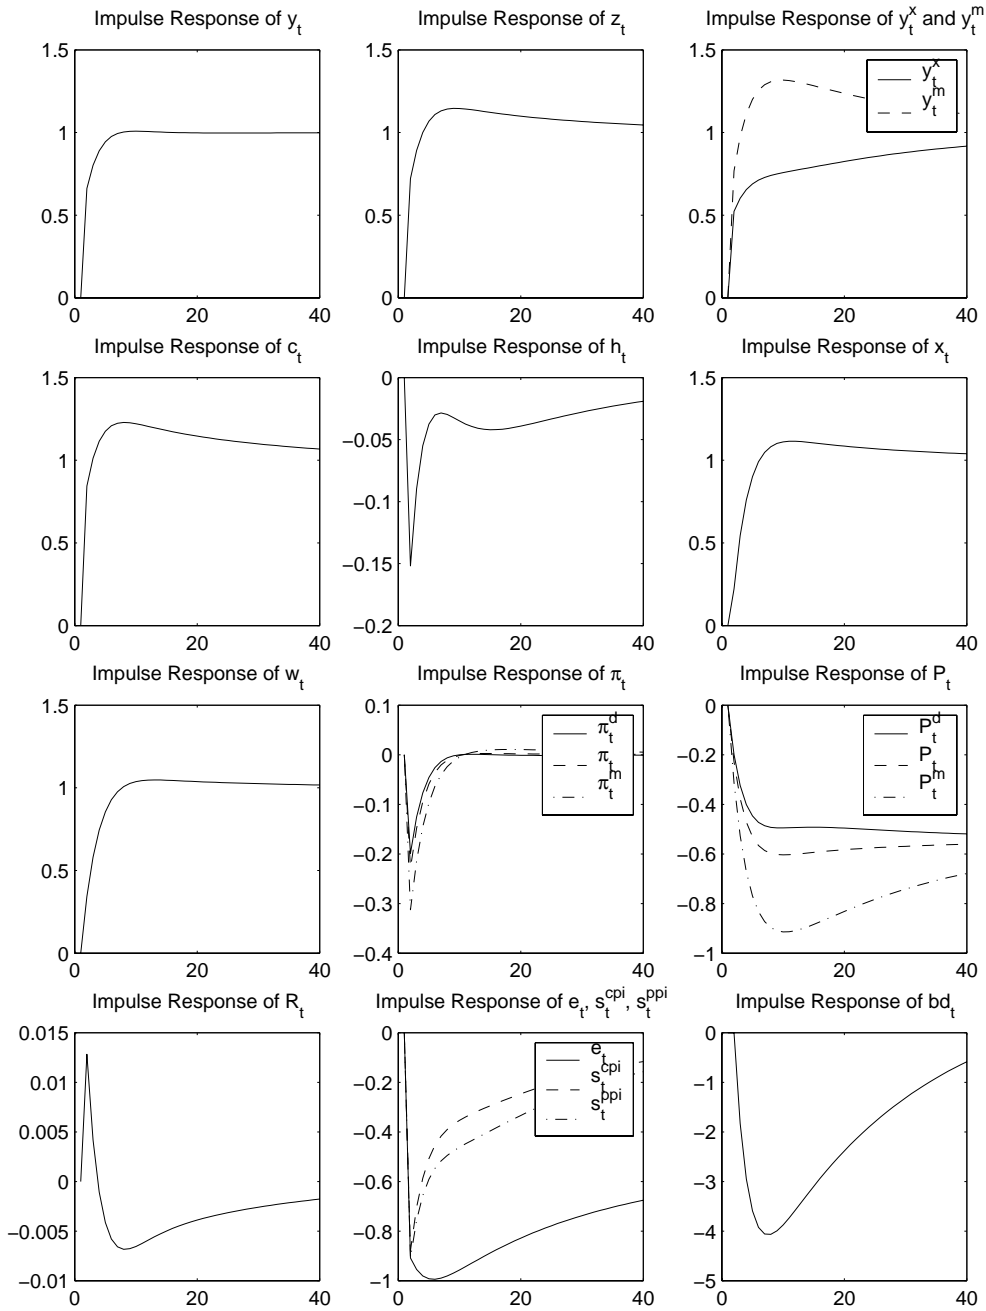 Impulse Response of y_t
1.5
1
0.5
0
0 20 40
Impulse Response of z_t
1.5
1
0.5
0
0 20 40
Impulse Response of y_t^x and y_t^m
1.5
1
0.5
0
0 20 40
y_t^x
y_t^m
Impulse Response of c_t
1.5
1
0.5
0
0 20 40
Impulse Response of h_t
0
−0.05
−0.1
−0.15
−0.2
0 20 40
Impulse Response of x_t
1.5
1
0.5
0
0 20 40
Impulse Response of w_t
1.5
1
0.5
0
0 20 40
Impulse Response of π_t
0.1
0
−0.1
−0.2
−0.3
−0.4
0 20 40
π_t^d
π_t
π_t^m
Impulse Response of P_t
0
−0.2
−0.4
−0.6
−0.8
−1
0 20 40
P_t^d
P_t
P_t^m
Impulse Response of R_t
0.015
0.01
0.005
0
−0.005
−0.01
0 20 40
Impulse Response of e_t, s_t^cpi, s_t^ppi
0
−0.2
−0.4
−0.6
−0.8
−1
0 20 40
e_t
s_t^cpi
s_t^ppi
Impulse Response of bd_t
0
−1
−2
−3
−4
−5
0 20 40